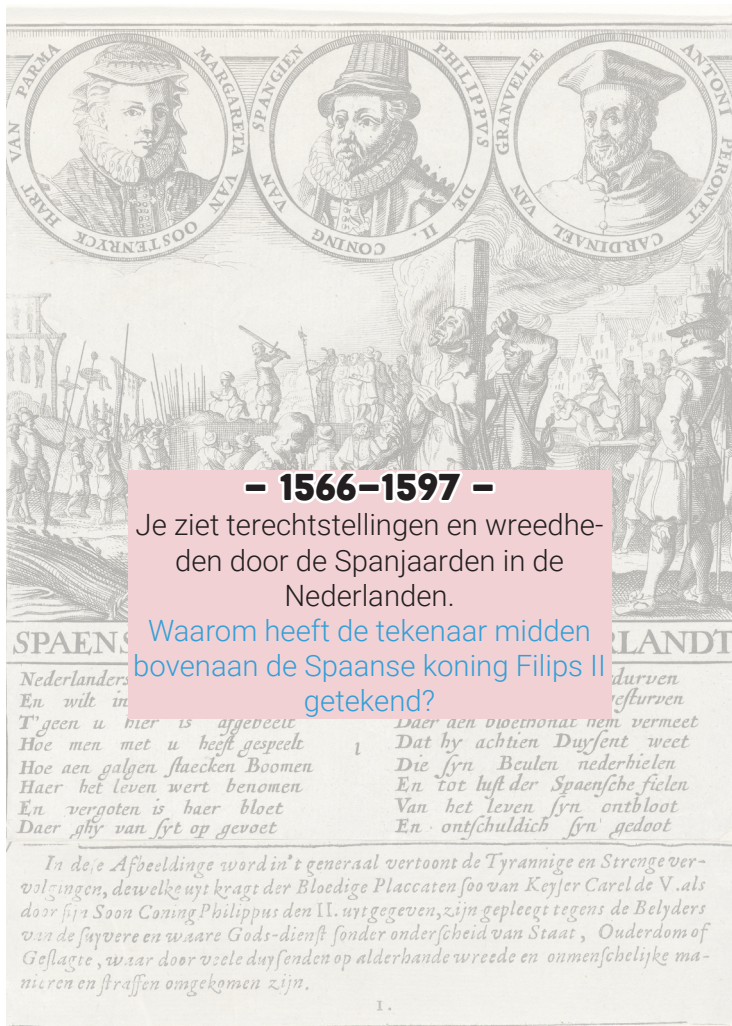 MARGARETA VAN OOSTENRYCK HART VAN PARMA
PHILIPPVS DE II. CONING VAN SPANGIEN
ANTONI PERONET CARDINAEL VAN GRANVELLE
– 1566–1597 –
Je ziet terechtstellingen en wreedhe-
den door de Spanjaarden in de
Nederlanden.
Waarom heeft de tekenaar midden
bovenaan de Spaanse koning Filips II
getekend?
SPAENS
RLANDT
Nederlanders
En wilt in
T'geen u hier is afgebeelt
Hoe men met u heeft gespeelt
Hoe aen galgen staecken Boomen
Haer het leven wert benomen
En vergoten is haer bloet
Daer ghy van syt op gevoet
1
durven
esturven
Daer den bloethondt hem vermeet
Dat hy achtien Duysent weet
Die syn Beulen nederhielen
En tot lust der Spaensche fielen
Van het leven syn ontbloot
En ontschuldich syn gedoot
In dese Afbeeldinge word in't generaal vertoont de Tyrannige en Strenge ver-
volgingen, dewelke uyt kragt der Bloedige Placcaten soo van Keyser Carel de V. als
door sijn Soon Coning Philippus den II. uytgegeven, zijn gepleegt tegens de Belyders
van de suyvere en waare Gods-dienst sonder onderscheid van Staat, Ouderdom of
Geslagte, waar door veele duysenden op alderhande wreede en onmenschelijke ma-
nieren en straffen omgekomen zijn.
I.